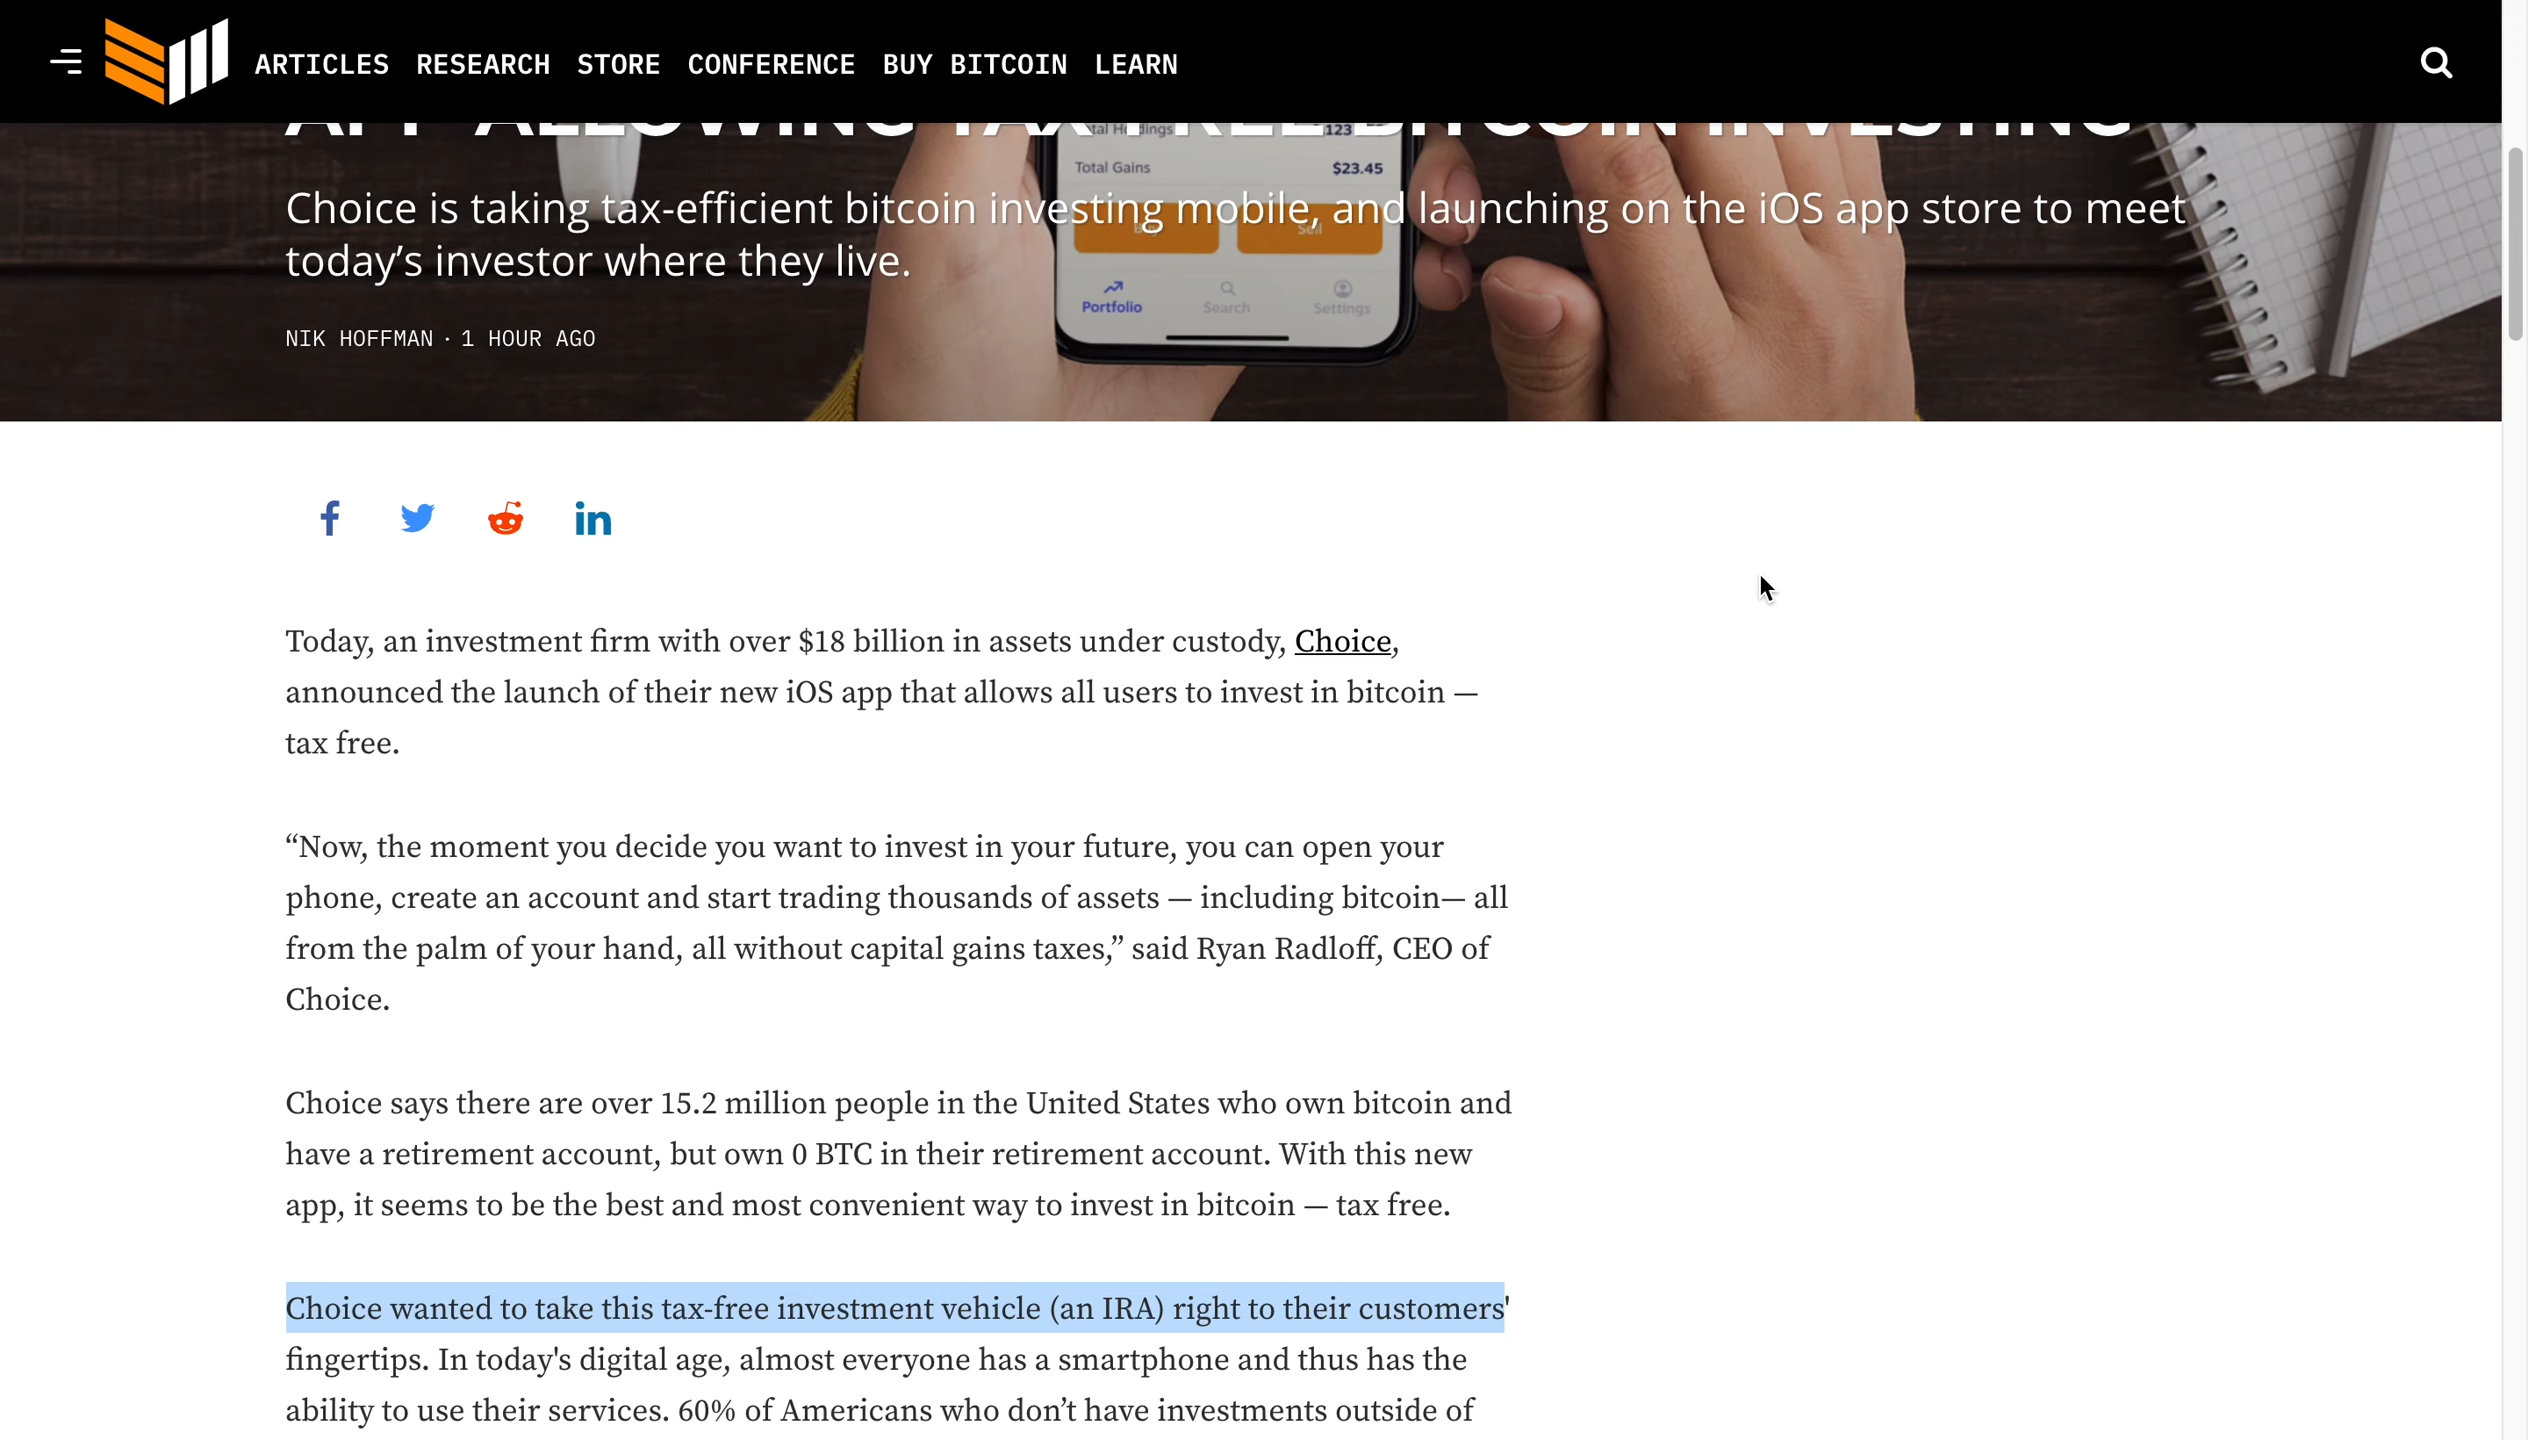 ARTICLES RESEARCH STORE CONFERENCE BUY BITCOIN LEARN
APP ALLOWING TAX FREE BITCOIN INVESTING
Holdings 123
Total Gains $23.45
Choice is taking tax-efficient bitcoin investing mobile, and launching on the iOS app store to meet
today’s investor where they live.
Sell
Portfolio Search Settings
NIK HOFFMAN · 1 HOUR AGO
Today, an investment firm with over $18 billion in assets under custody, Choice,
announced the launch of their new iOS app that allows all users to invest in bitcoin —
tax free.
“Now, the moment you decide you want to invest in your future, you can open your
phone, create an account and start trading thousands of assets — including bitcoin— all
from the palm of your hand, all without capital gains taxes,” said Ryan Radloff, CEO of
Choice.
Choice says there are over 15.2 million people in the United States who own bitcoin and
have a retirement account, but own 0 BTC in their retirement account. With this new
app, it seems to be the best and most convenient way to invest in bitcoin — tax free.
Choice wanted to take this tax-free investment vehicle (an IRA) right to their customers'
fingertips. In today's digital age, almost everyone has a smartphone and thus has the
ability to use their services. 60% of Americans who don’t have investments outside of